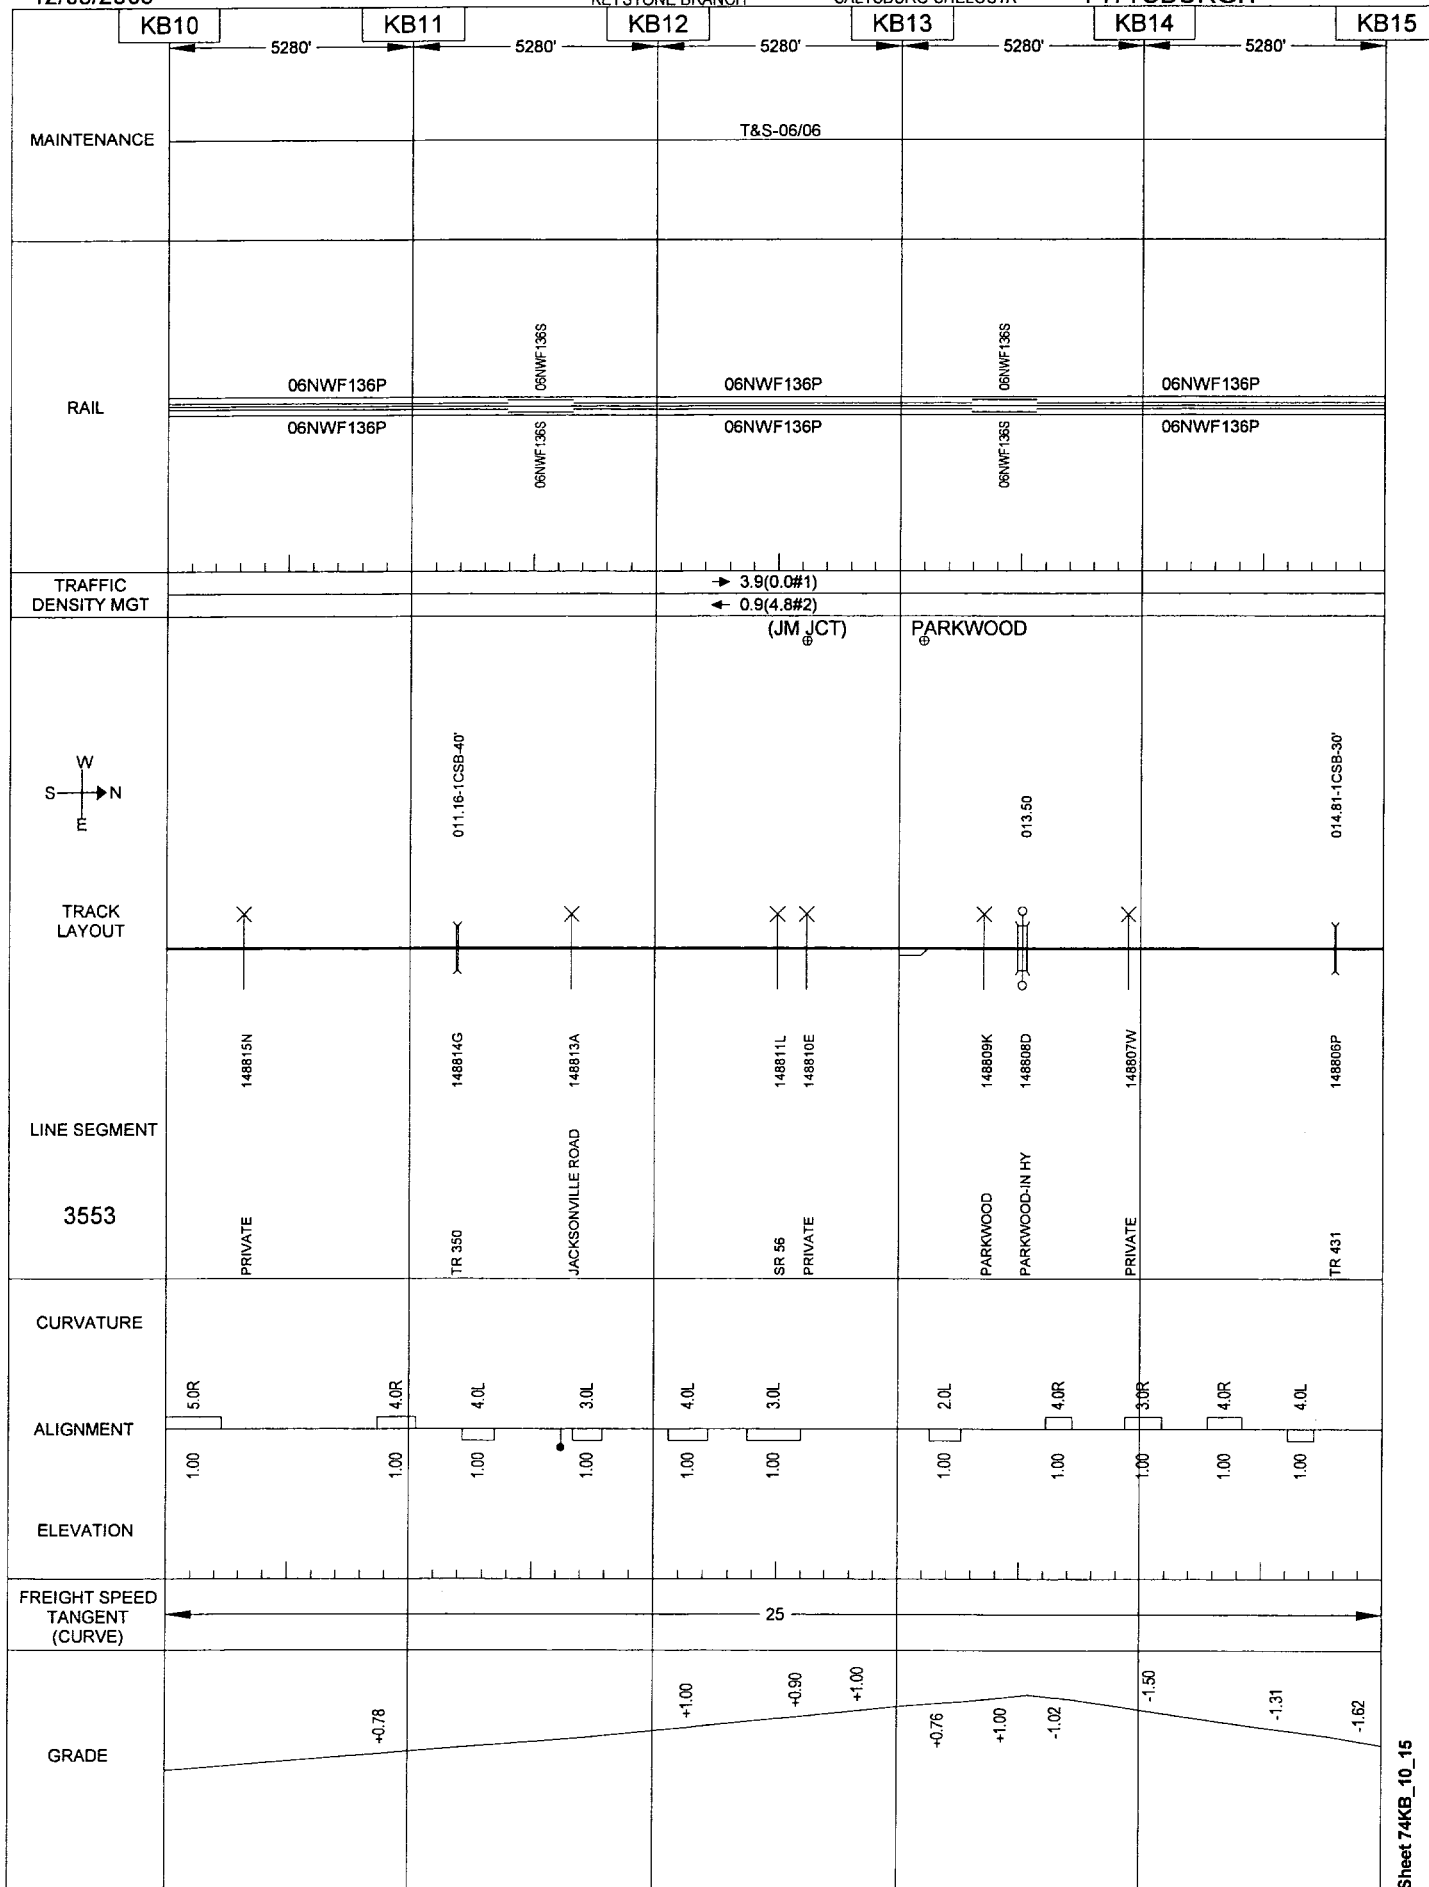 KB10 KB11 KB12 KB13 KB14 KB15
5280' 5280' 5280' 5280' 5280'
MAINTENANCE
T&S-06/06
RAIL
06NWF136P 06NWF136S 06NWF136P 06NWF136S 06NWF136P
06NWF136P 06NWF136S 06NWF136P 06NWF136S 06NWF136P
TRAFFIC
DENSITY MGT
→ 3.9(0.0#1)
← 0.9(4.8#2)
(JM JCT) PARKWOOD
W
S N
E
011.16-1CSB-40' 013.50 014.81-1CSB-30'
TRACK
LAYOUT
148815N 148814G 148813A 148811L 148810E 148809K 148808D 148807W 148806P
LINE SEGMENT
3553
PRIVATE
TR 350
JACKSONVILLE ROAD
SR 56
PRIVATE
PARKWOOD
PARKWOOD-IN HY
PRIVATE
TR 431
CURVATURE
5.0R 4.0R 4.0L 3.0L 4.0L 3.0L 2.0L 4.0R 3.0R 4.0R 4.0L
ALIGNMENT
1.00 1.00 1.00 1.00 1.00 1.00 1.00 1.00 1.00 1.00 1.00
ELEVATION
FREIGHT SPEED
TANGENT
(CURVE)
25
GRADE
+0.78 +1.00 +0.90 +1.00 +0.76 +1.00 -1.02 -1.50 -1.31 -1.62
Sheet 74KB_10_15